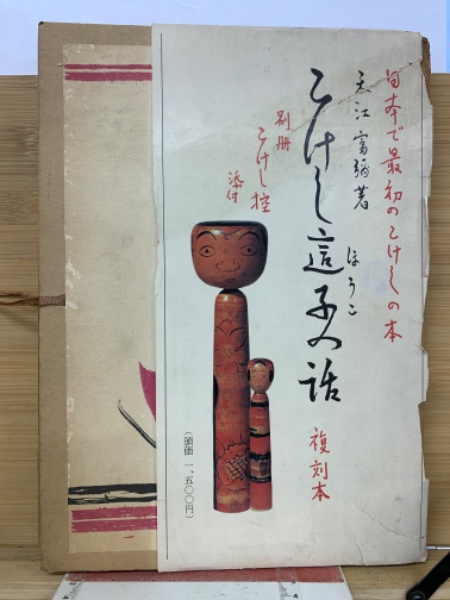 日本で最初のこけしの本
天江富弥著
こけし這子の話
ほうこ
複刻本
別冊
こけし控
添付
(頒価 一、五〇〇円)